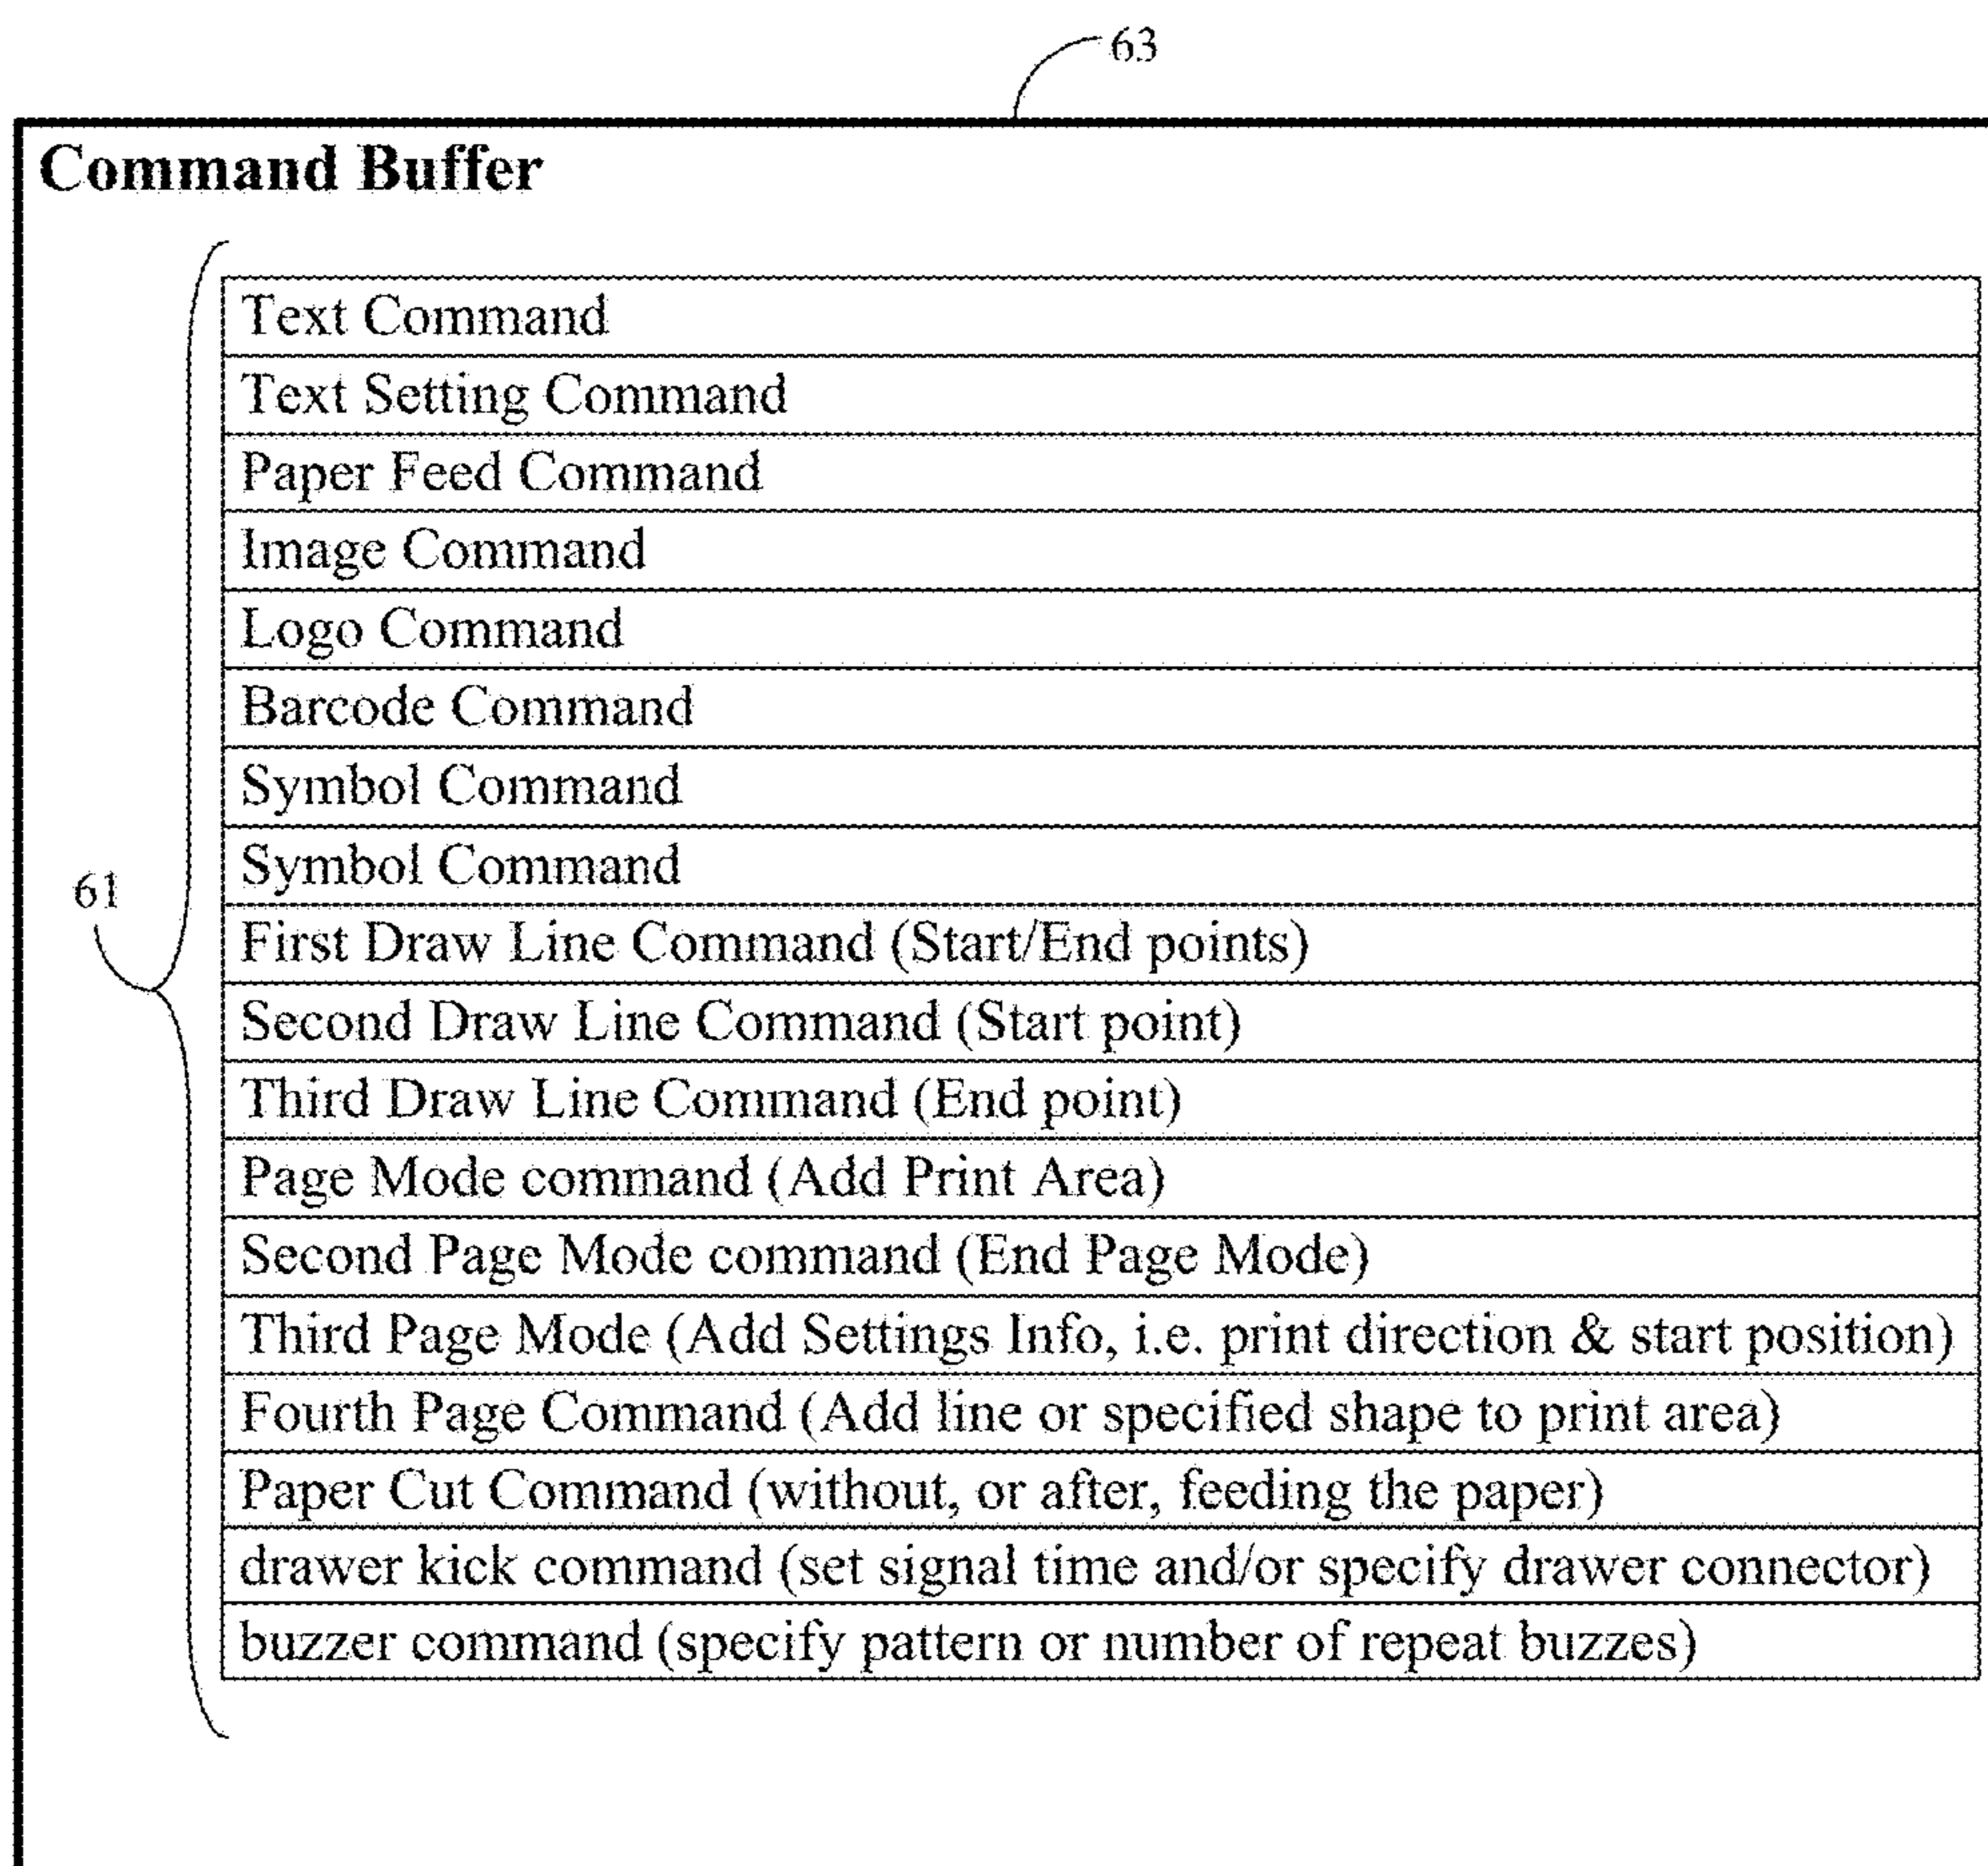 63
Command Buffer
Text Command
Text Setting Command
Paper Feed Command
Image Command
Logo Command
Barcode Command
Symbol Command
Symbol Command
61
First Draw Line Command (Start/End points)
Second Draw Line Command (Start point)
Third Draw Line Command (End point)
Page Mode command (Add Print Area)
Second Page Mode command (End Page Mode)
Third Page Mode (Add Settings Info, i.e. print direction & start position)
Fourth Page Command (Add line or specified shape to print area)
Paper Cut Command (without, or after, feeding the paper)
drawer kick command (set signal time and/or specify drawer connector)
buzzer command (specify pattern or number of repeat buzzes)